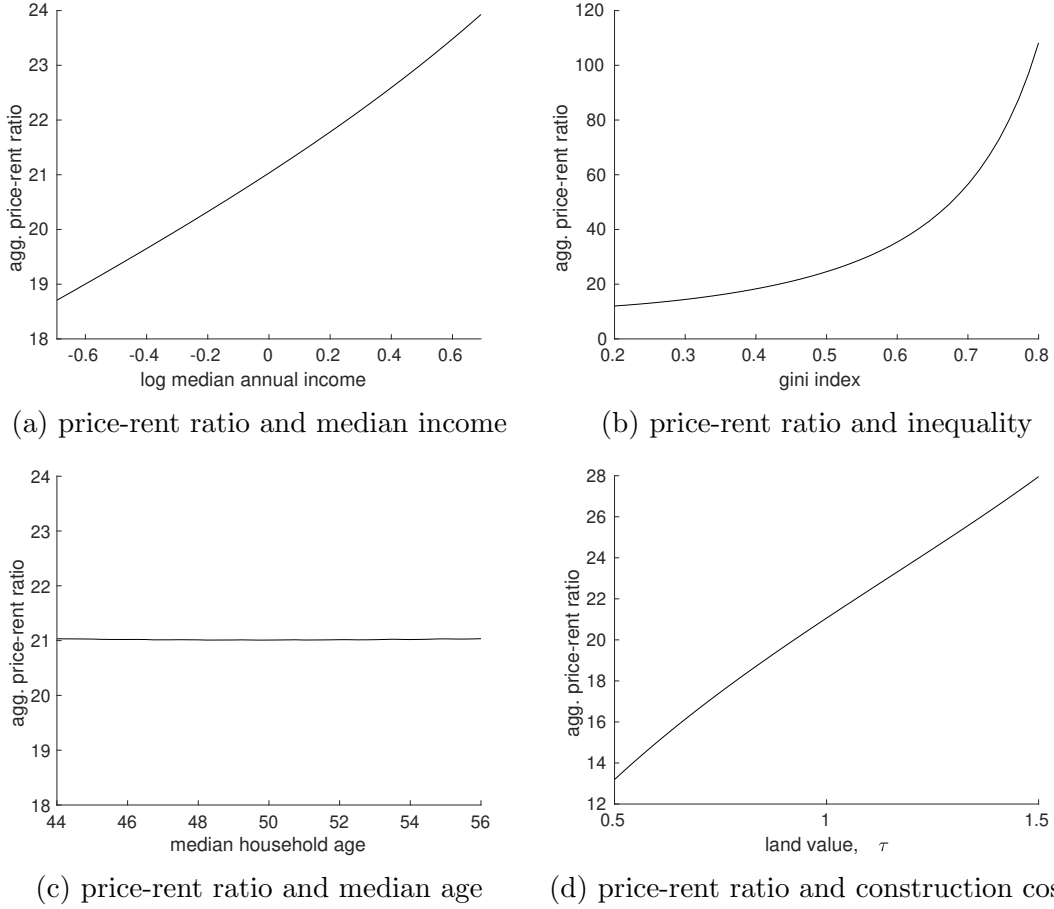 24
23
22
21
20
19
18
agg. price-rent ratio
-0.6 -0.4 -0.2 0 0.2 0.4 0.6
log median annual income
(a) price-rent ratio and median income
120
100
80
60
40
20
0
agg. price-rent ratio
0.2 0.3 0.4 0.5 0.6 0.7 0.8
gini index
(b) price-rent ratio and inequality
24
23
22
21
20
19
18
agg. price-rent ratio
44 46 48 50 52 54 56
median household age
(c) price-rent ratio and median age
28
26
24
22
20
18
16
14
12
agg. price-rent ratio
0.5 1 1.5
land value, τ
(d) price-rent ratio and construction cos